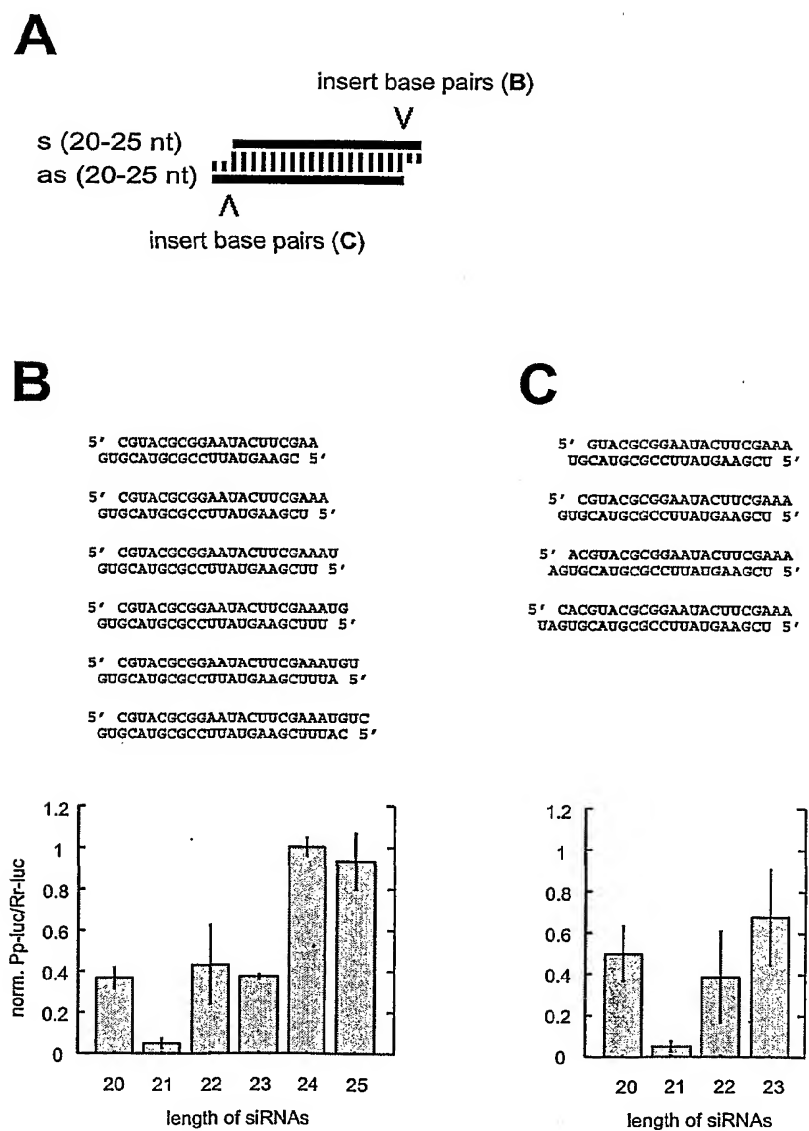 A
insert base pairs (B)
V
s (20-25 nt)
as (20-25 nt)
Λ
insert base pairs (C)
B
5' CGUACGCGGAAUACUUCGAA
GUGCAUGCGCCUUAUGAAGC 5'
5' CGUACGCGGAAUACUUCGAAA
GUGCAUGCGCCUUAUGAAGCU 5'
5' CGUACGCGGAAUACUUCGAAAU
GUGCAUGCGCCUUAUGAAGCUU 5'
5' CGUACGCGGAAUACUUCGAAAUG
GUGCAUGCGCCUUAUGAAGCUUU 5'
5' CGUACGCGGAAUACUUCGAAAUGU
GUGCAUGCGCCUUAUGAAGCUUUA 5'
5' CGUACGCGGAAUACUUCGAAAUGUC
GUGCAUGCGCCUUAUGAAGCUUUAC 5'
1.2
1
0.8
0.6
0.4
0.2
0
norm. Pp-luc/Rr-luc
20 21 22 23 24 25
length of siRNAs
C
5' GUACGCGGAAUACUUCGAAA
UGCAUGCGCCUUAUGAAGCU 5'
5' CGUACGCGGAAUACUUCGAAA
GUGCAUGCGCCUUAUGAAGCU 5'
5' ACGUACGCGGAAUACUUCGAAA
AGUGCAUGCGCCUUAUGAAGCU 5'
5' CACGUACGCGGAAUACUUCGAAA
UAGUGCAUGCGCCUUAUGAAGCU 5'
1.2
1
0.8
0.6
0.4
0.2
0
20 21 22 23
length of siRNAs